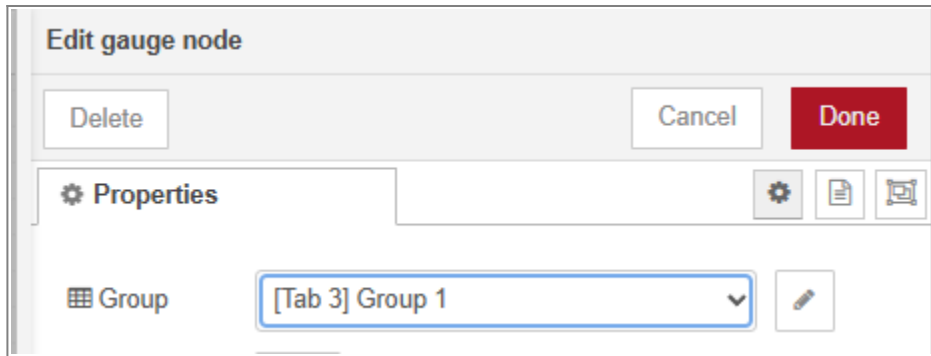 Edit gauge node
Delete Cancel Done
Properties
Group [Tab 3] Group 1